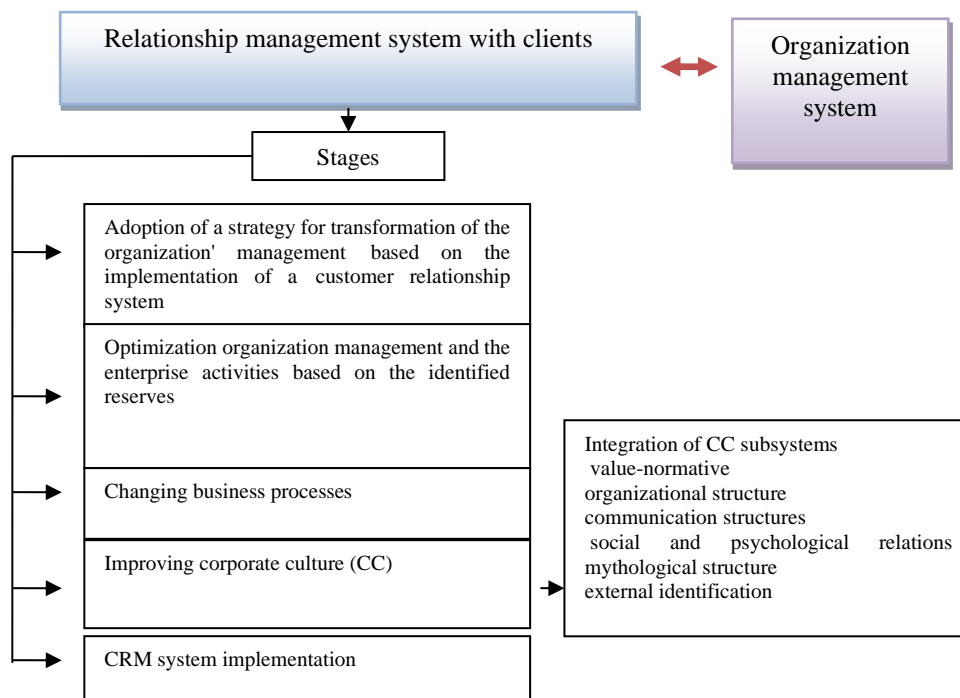 Relationship management system with clients
Organization
management
system
Stages
Adoption of a strategy for transformation of the
organization' management based on the
implementation of a customer relationship
system
Optimization organization management and the
enterprise activities based on the identified
reserves
Changing business processes
Improving corporate culture (CC)
CRM system implementation
Integration of CC subsystems
value-normative
organizational structure
communication structures
social and psychological relations
mythological structure
external identification